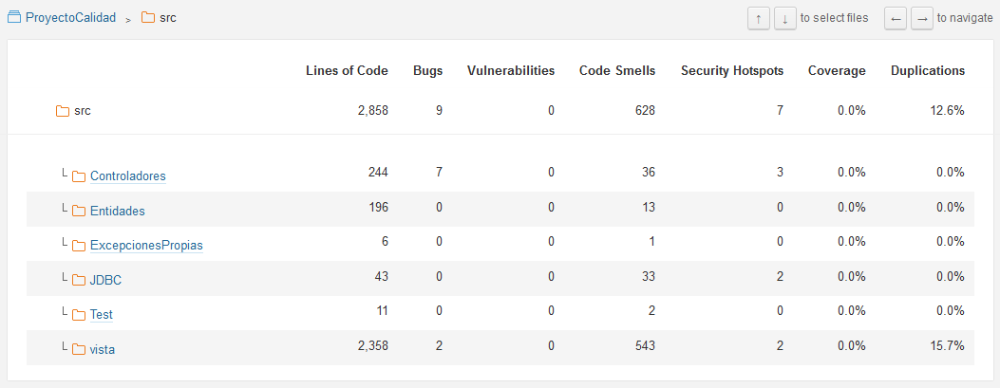 ProyectoCalidad > src ↑ ↓ to select files ← → to navigate
Lines of Code Bugs Vulnerabilities Code Smells Security Hotspots Coverage Duplications
src 2,858 9 0 628 7 0.0% 12.6%
Controladores 244 7 0 36 3 0.0% 0.0%
Entidades 196 0 0 13 0 0.0% 0.0%
ExcepcionesPropias 6 0 0 1 0 0.0% 0.0%
JDBC 43 0 0 33 2 0.0% 0.0%
Test 11 0 0 2 0 0.0% 0.0%
vista 2,358 2 0 543 2 0.0% 15.7%